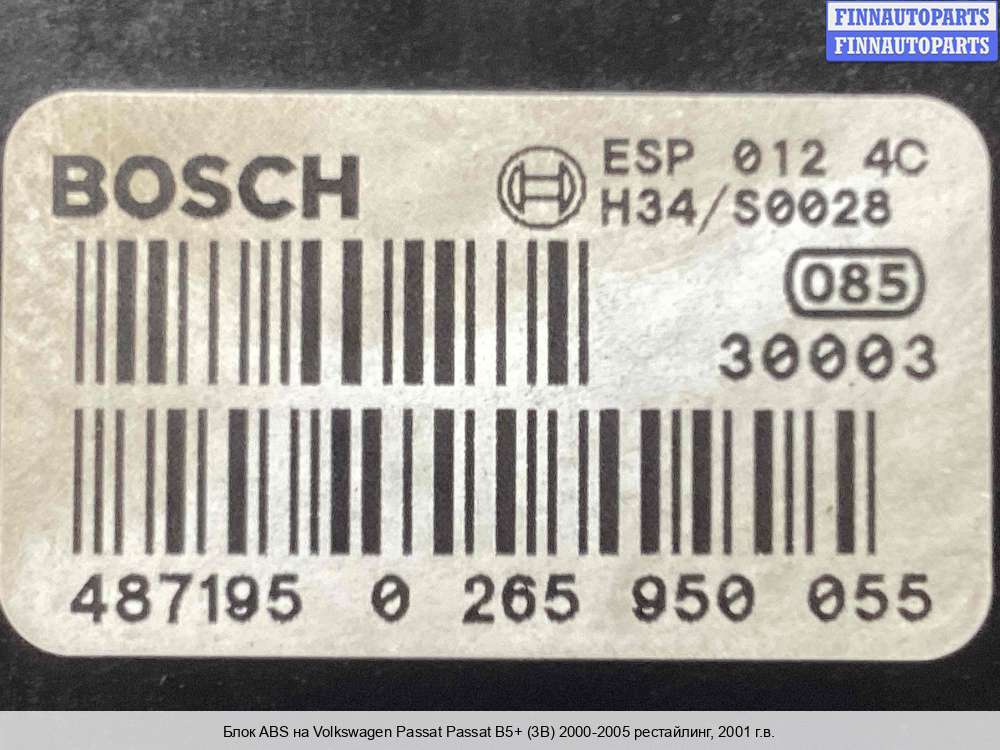 FINNAUTOPARTS
FINNAUTOPARTS
BOSCH
ESP 012 4C
H34/S0028
085
30003
487195 0 265 950 055
Блок ABS на Volkswagen Passat Passat B5+ (3B) 2000-2005 рестайлинг, 2001 г.в.